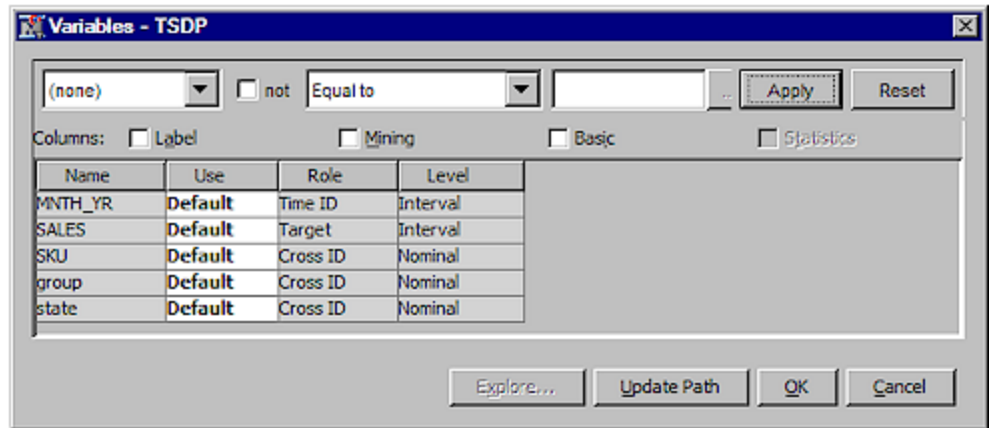 Variables - TSDP
(none) not Equal to .. Apply Reset
Columns: Label Mining Basic Statistics
Name Use Role Level
MNTH_YR Default Time ID Interval
SALES Default Target Interval
SKU Default Cross ID Nominal
group Default Cross ID Nominal
state Default Cross ID Nominal
Explore... Update Path OK Cancel